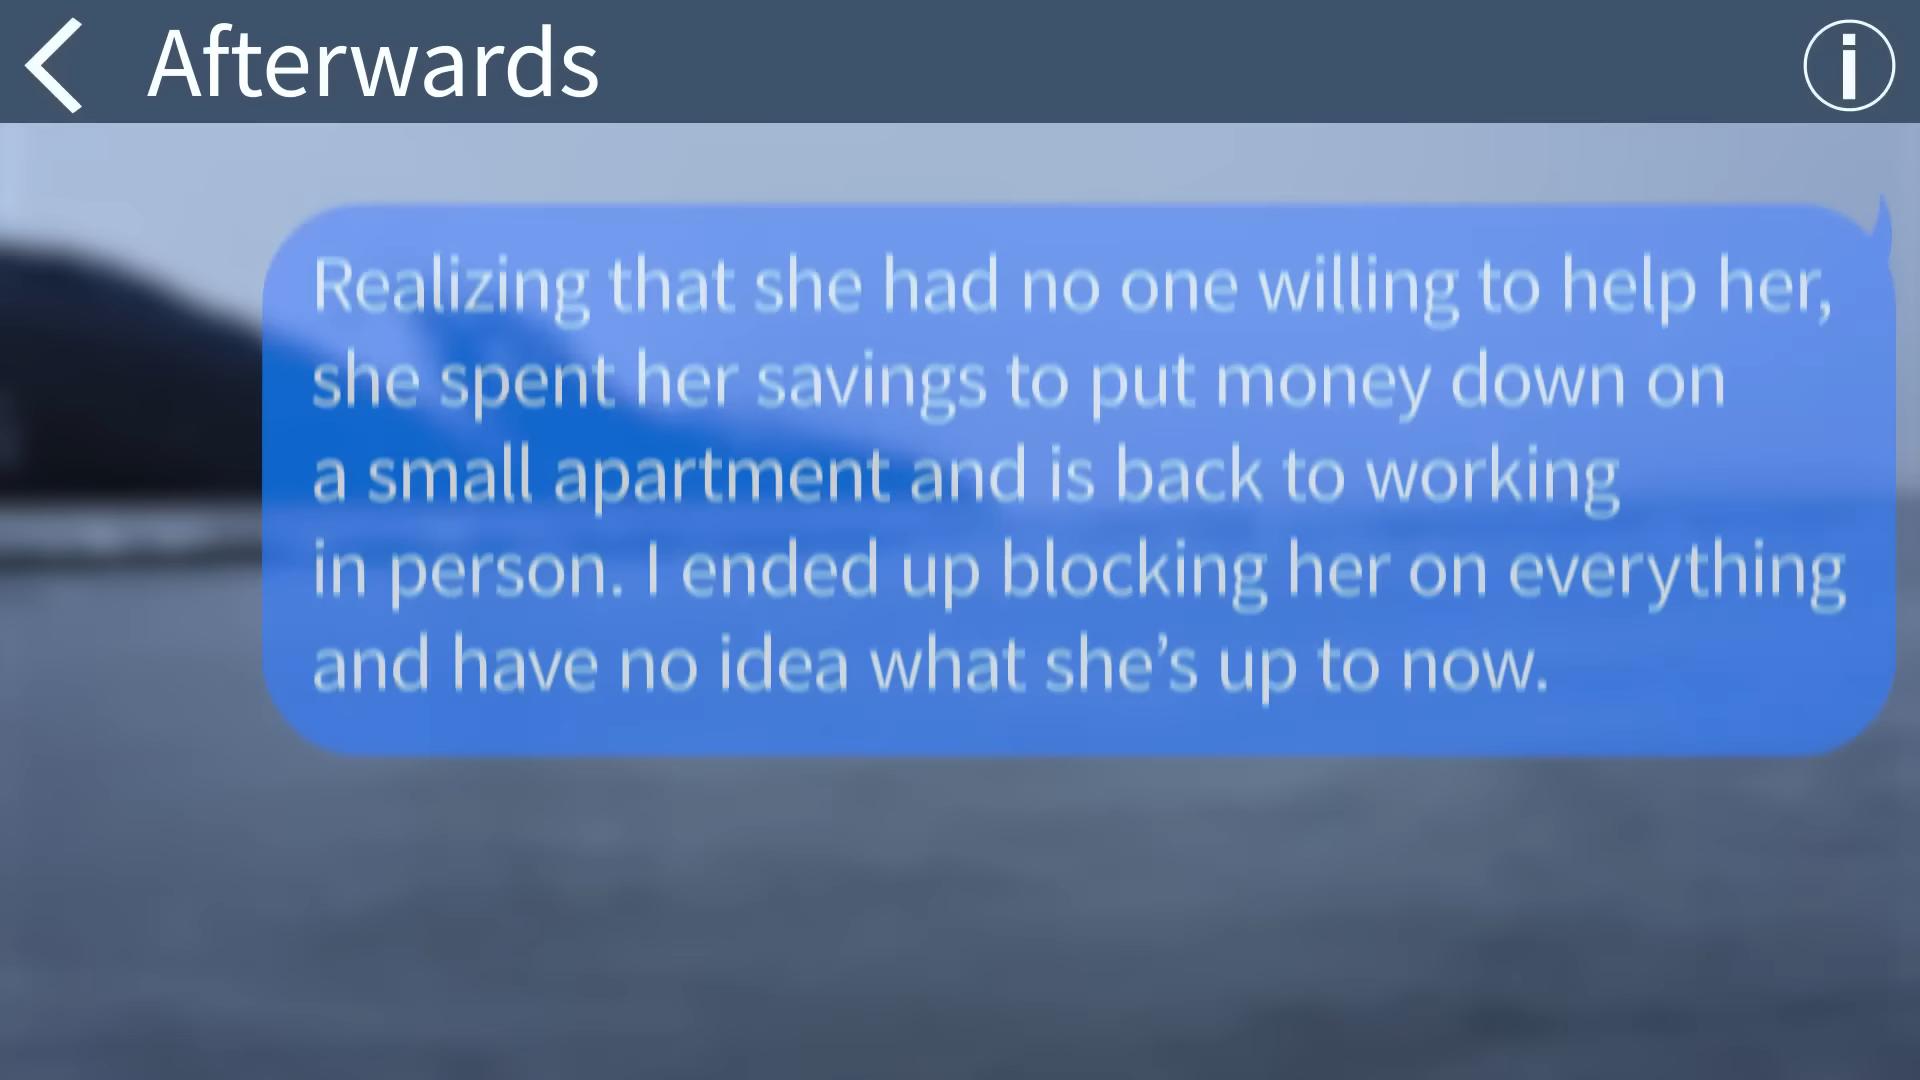 Afterwards
Realizing that she had no one willing to help her,
she spent her savings to put money down on
a small apartment and is back to working
in person. I ended up blocking her on everything
and have no idea what she’s up to now.